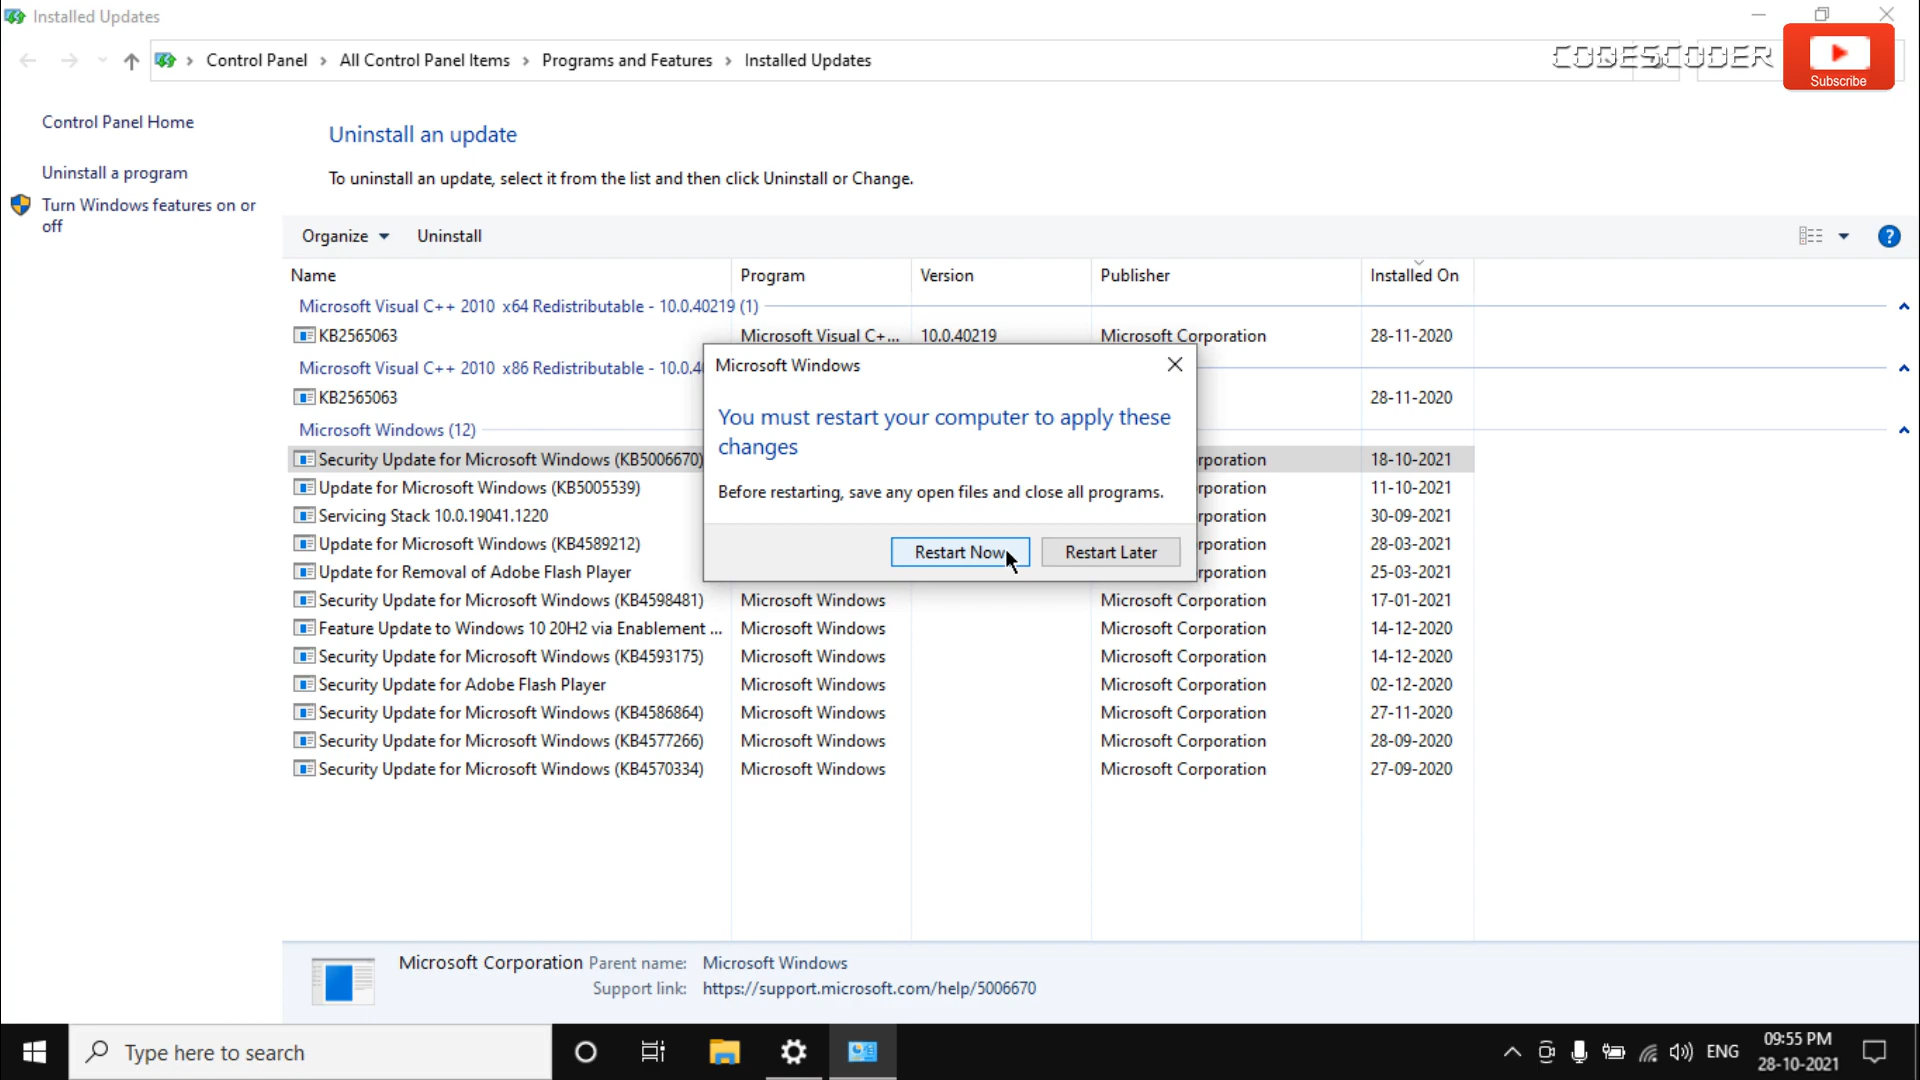 Installed Updates
Control Panel > All Control Panel Items > Programs and Features > Installed Updates
CODESCODER
Subscribe
Control Panel Home
Uninstall a program
Turn Windows features on or
off
Uninstall an update
To uninstall an update, select it from the list and then click Uninstall or Change.
Organize Uninstall
?
Name Program Version Publisher Installed On
Microsoft Visual C++ 2010 x64 Redistributable - 10.0.40219 (1)
KB2565063 Microsoft Visual C+... 10.0.40219 Microsoft Corporation 28-11-2020
Microsoft Visual C++ 2010 x86 Redistributable - 10.0.4
KB2565063 28-11-2020
Microsoft Windows (12)
Security Update for Microsoft Windows (KB5006670) rporation 18-10-2021
Update for Microsoft Windows (KB5005539) rporation 11-10-2021
Servicing Stack 10.0.19041.1220 rporation 30-09-2021
Update for Microsoft Windows (KB4589212) rporation 28-03-2021
Update for Removal of Adobe Flash Player rporation 25-03-2021
Security Update for Microsoft Windows (KB4598481) Microsoft Windows Microsoft Corporation 17-01-2021
Feature Update to Windows 10 20H2 via Enablement ... Microsoft Windows Microsoft Corporation 14-12-2020
Security Update for Microsoft Windows (KB4593175) Microsoft Windows Microsoft Corporation 14-12-2020
Security Update for Adobe Flash Player Microsoft Windows Microsoft Corporation 02-12-2020
Security Update for Microsoft Windows (KB4586864) Microsoft Windows Microsoft Corporation 27-11-2020
Security Update for Microsoft Windows (KB4577266) Microsoft Windows Microsoft Corporation 28-09-2020
Security Update for Microsoft Windows (KB4570334) Microsoft Windows Microsoft Corporation 27-09-2020
Microsoft Windows
You must restart your computer to apply these
changes
Before restarting, save any open files and close all programs.
Restart Now Restart Later
Microsoft Corporation Parent name: Microsoft Windows
Support link: https://support.microsoft.com/help/5006670
Type here to search
ENG
09:55 PM
28-10-2021